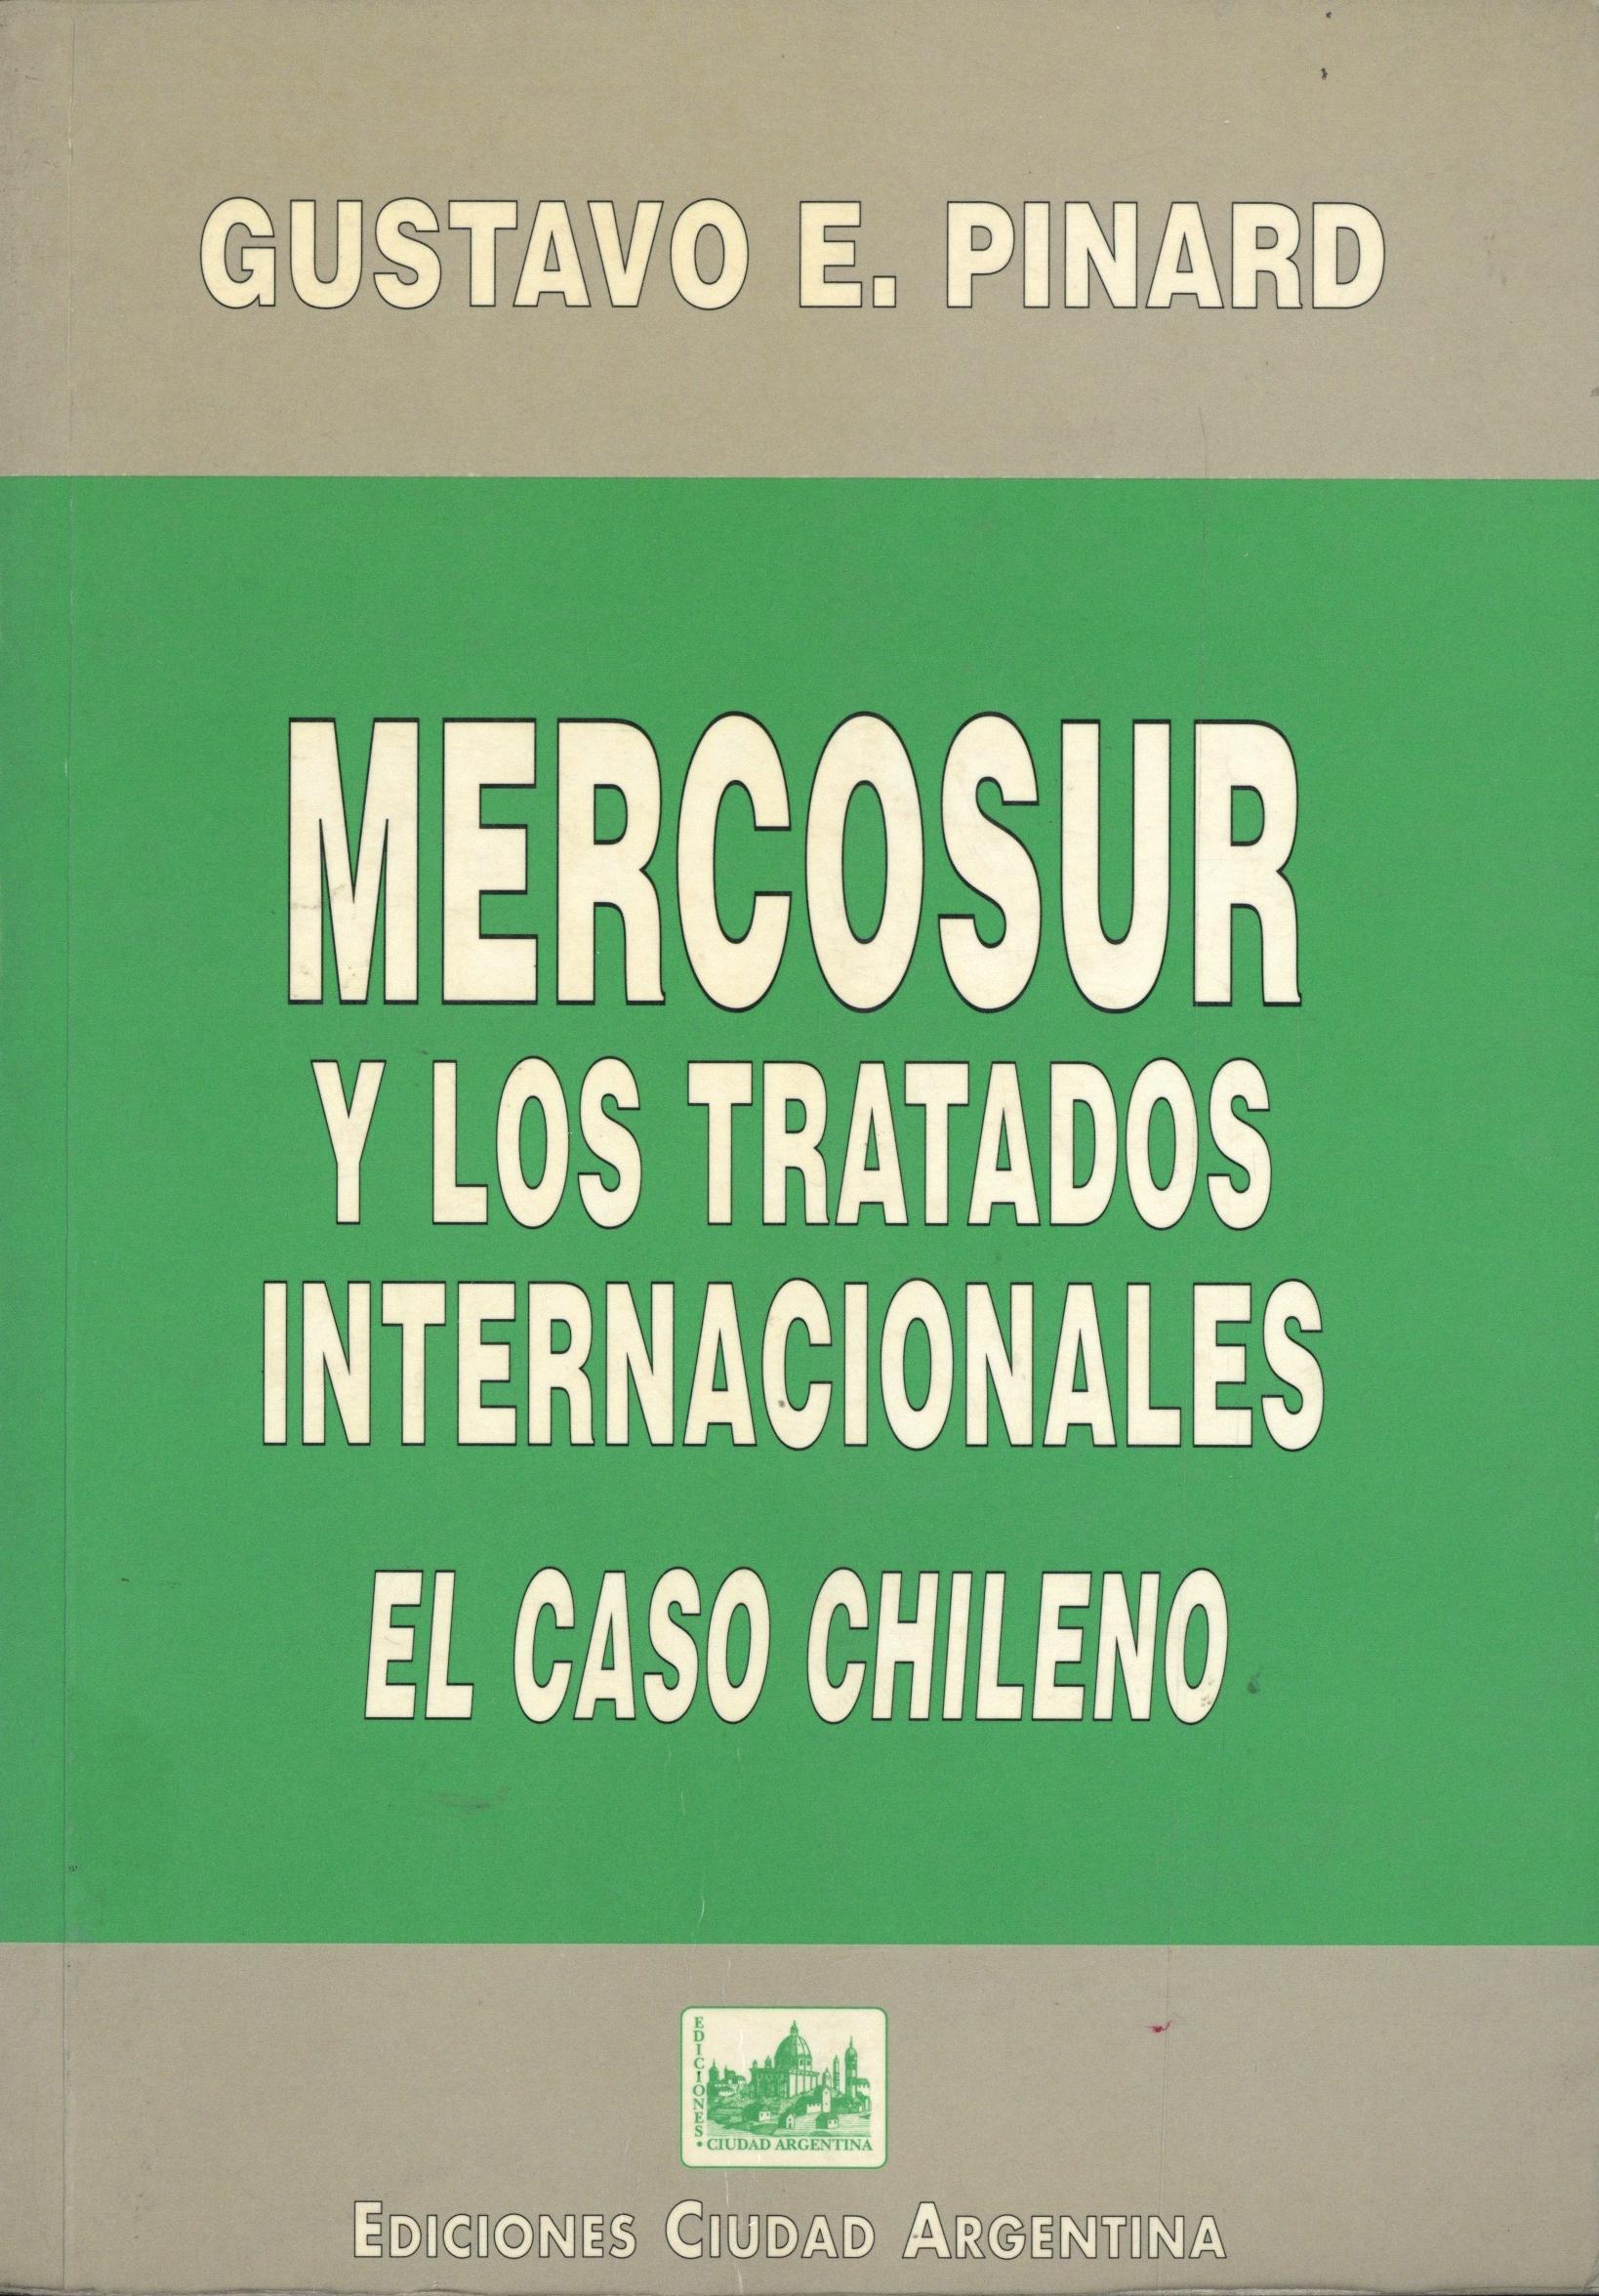 GUSTAVO E. PINARD
MERCOSUR
Y LOS TRATADOS
INTERNACIONALES
EL CASO CHILENO
EDICIONES
• CIUDAD ARGENTINA
EDICIONES CIUDAD ARGENTINA